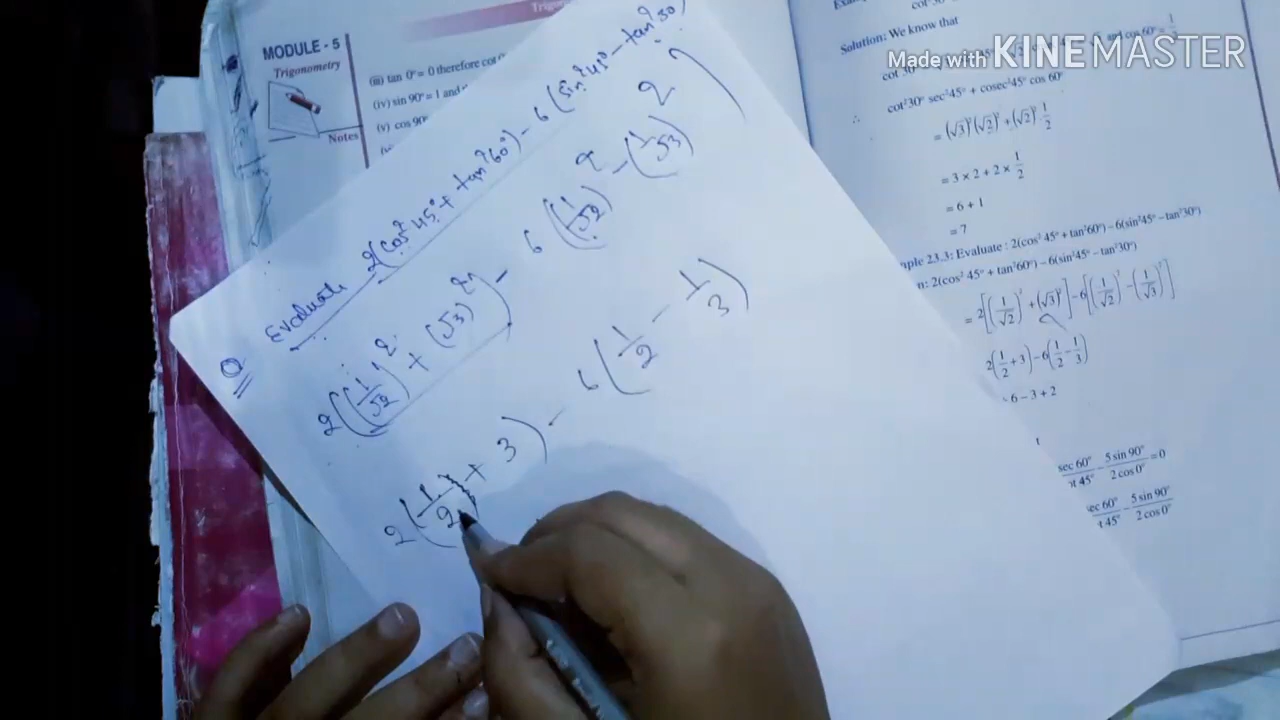 Made with KINEMASTER
MODULE - 5
Trigonometry
Notes
(iii) tan 0° = 0 therefore cot
(iv) sin 90° = 1 and
(v) cos 90°
Q. Evaluate 2(cos²45° + tan²60°) - 6(sin²45° - tan²30°)
2((1/√2)² + (√3)²) - 6((1/√2)² - (1/√3)²)
2(1/2 + 3) - 6(1/2 - 1/3)
Solution: We know that
cot²30° sec²45° + cosec²45° cos 60°
= (√3)² (√2)² + (√2)² 1/2
= 3 × 2 + 2 × 1/2
= 6 + 1
= 7
ple 23.3: Evaluate : 2(cos² 45° + tan²60°) – 6(sin²45° – tan²30°)
n: 2(cos² 45° + tan²60°) – 6(sin²45° – tan²30°)
= 2[(1/√2)² + (√3)²] – 6[(1/√2)² – (1/√3)²]
2(1/2 + 3) – 6(1/2 – 1/3)
6 – 3 + 2
sec 60° 5 sin 90°
t 45° – 2 cos 0° = 0
ec 60° 5 sin 90°
t 45° – 2 cos 0°